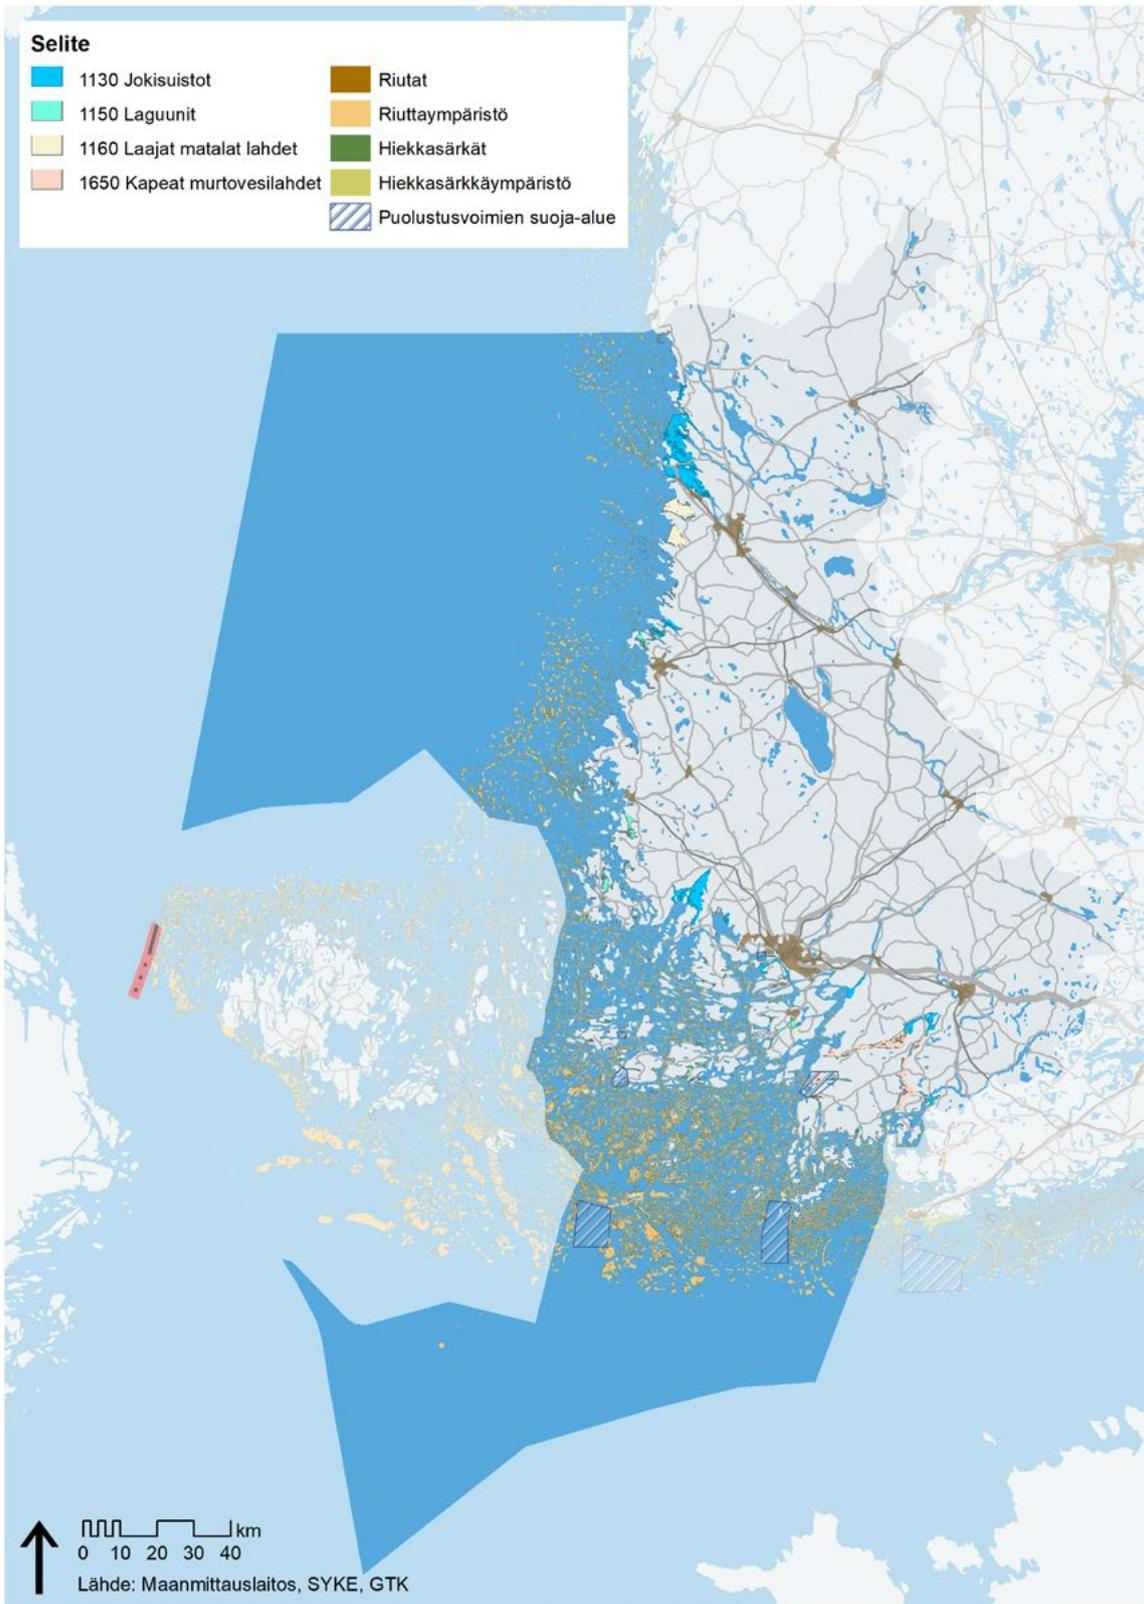 Selite
1130 Jokisuistot
1150 Laguunit
1160 Laajat matalat lahdet
1650 Kapeat murtovesilahdet
Riutat
Riuttaympäristö
Hiekkasärkät
Hiekkasärkkäympäristö
Puolustusvoimien suoja-alue
km
0 10 20 30 40
Lähde: Maanmittauslaitos, SYKE, GTK